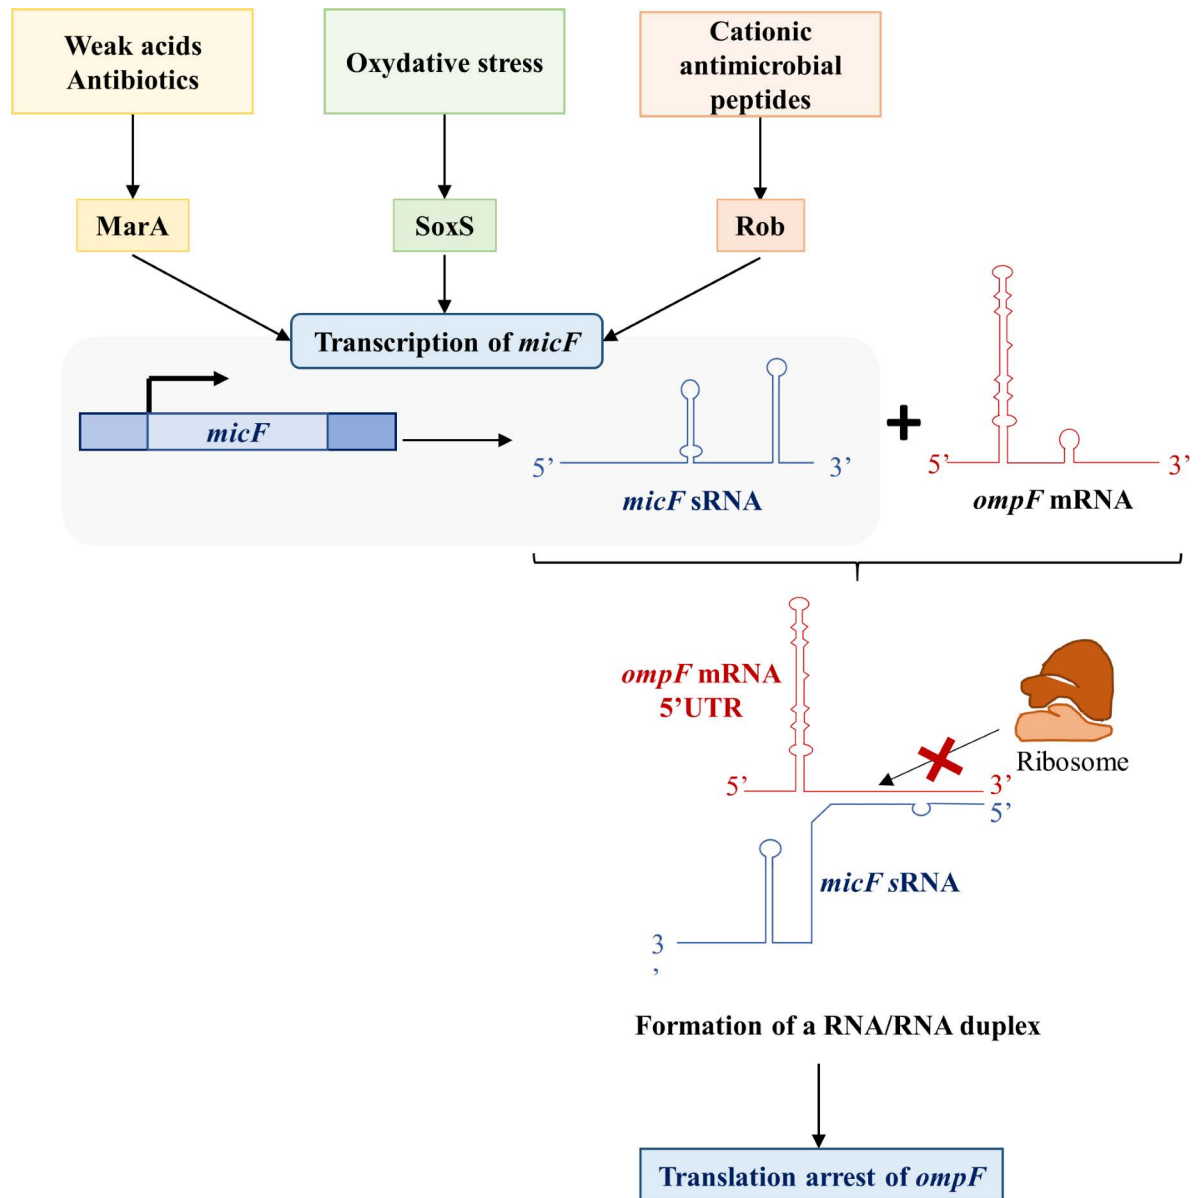 Weak acids
Antibiotics
Oxydative stress
Cationic
antimicrobial
peptides
MarA
SoxS
Rob
Transcription of micF
micF
5’
3’
micF sRNA
+
5’
3’
ompF mRNA
ompF mRNA
5’UTR
Ribosome
5’
3’
5’
micF sRNA
3
’
Formation of a RNA/RNA duplex
Translation arrest of ompF